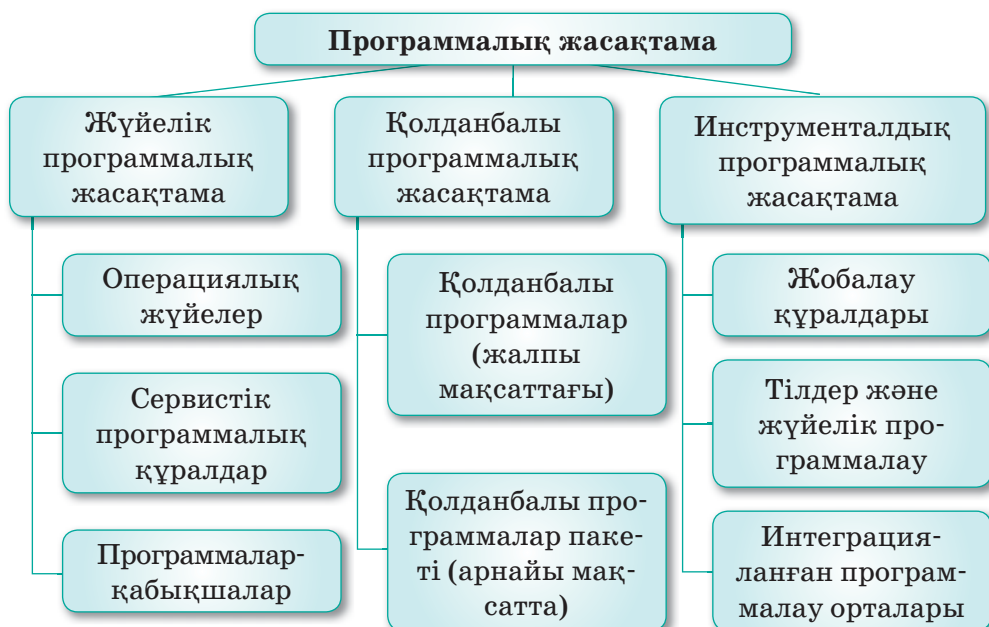 Программалық жасақтама
Жүйелік
программалық
жасақтама
Операциялық
жүйелер
Сервистік
программалық
құралдар
Программалар-
қабықшалар
Қолданбалы
программалық
жасақтама
Қолданбалы
программалар
(жалпы
мақсаттағы)
Қолданбалы про-
граммалар паке-
ті (арнайы мақ-
сатта)
Инструменталдық
программалық
жасақтама
Жобалау
құралдары
Тілдер және
жүйелік про-
граммалау
Интеграция-
ланған програм-
малау орталары